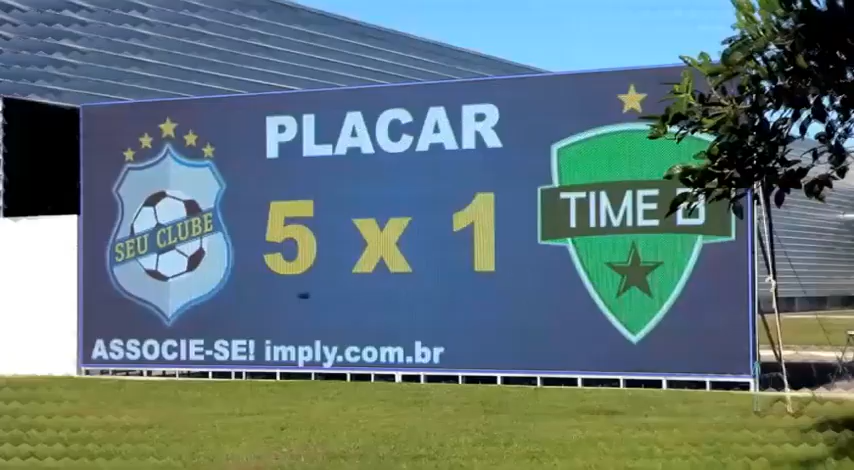 PLACAR
SEU CLUBE
5 x 1
TIME B
ASSOCIE-SE! imply.com.br